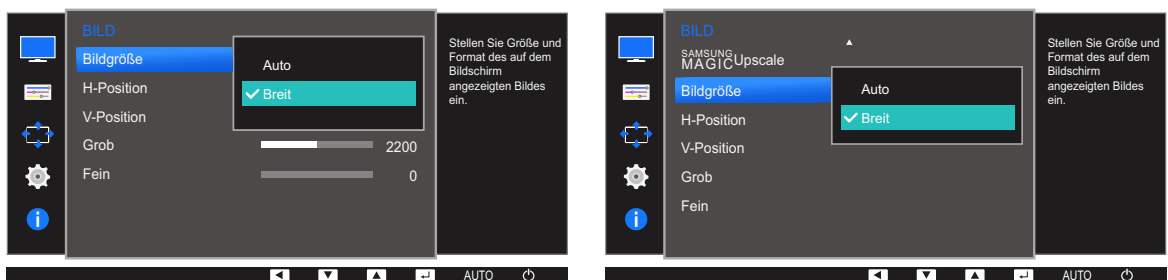 BILD
Bildgröße
H-Position
V-Position
Grob 2200
Fein 0
Auto
Breit
Stellen Sie Größe und
Format des auf dem
Bildschirm
angezeigten Bildes
ein.
AUTO
BILD
SAMSUNG
MAGICUpscale
Bildgröße
H-Position
V-Position
Grob
Fein
Auto
Breit
Stellen Sie Größe und
Format des auf dem
Bildschirm
angezeigten Bildes
ein.
AUTO